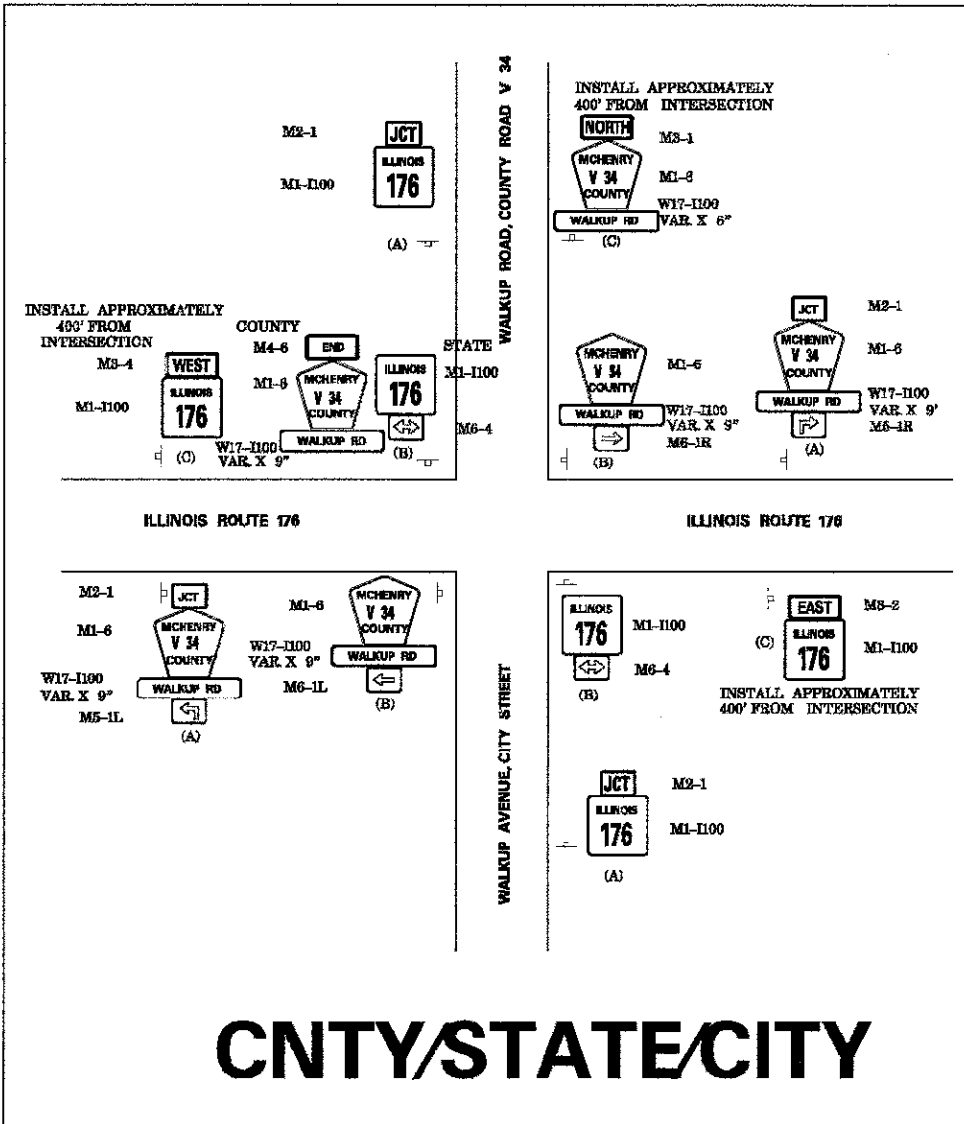 WALKUP ROAD, COUNTY ROAD V 34
M2-1
JCT
M1-I100
ILLINOIS
176
(A)
INSTALL APPROXIMATELY
400' FROM INTERSECTION
NORTH
M3-1
MCHENRY
V 34
COUNTY
M1-6
W17-I100
VAR. X 6"
WALKUP RD
(C)
INSTALL APPROXIMATELY
400' FROM
INTERSECTION
M3-4
WEST
M1-I100
ILLINOIS
176
(C)
COUNTY
M4-6
END
M1-6
MCHENRY
V 34
COUNTY
W17-I100
VAR. X 9"
WALKUP RD
STATE
M1-I100
ILLINOIS
176
M6-4
(B)
MCHENRY
V 34
COUNTY
M1-6
WALKUP RD
W17-I100
VAR. X 9"
M6-1R
(B)
JCT
M2-1
MCHENRY
V 34
COUNTY
M1-6
WALKUP RD
W17-I100
VAR. X 9'
M5-1R
(A)
ILLINOIS ROUTE 176
ILLINOIS ROUTE 176
M2-1
JCT
M1-6
MCHENRY
V 34
COUNTY
W17-I100
VAR. X 9"
WALKUP RD
M5-1L
(A)
M1-6
MCHENRY
V 34
COUNTY
W17-I100
VAR. X 9"
WALKUP RD
M6-1L
(B)
WALKUP AVENUE, CITY STREET
ILLINOIS
176
M1-I100
M6-4
(B)
EAST
M3-2
(C)
ILLINOIS
176
M1-I100
INSTALL APPROXIMATELY
400' FROM INTERSECTION
JCT
M2-1
ILLINOIS
176
M1-I100
(A)
CNTY/STATE/CITY